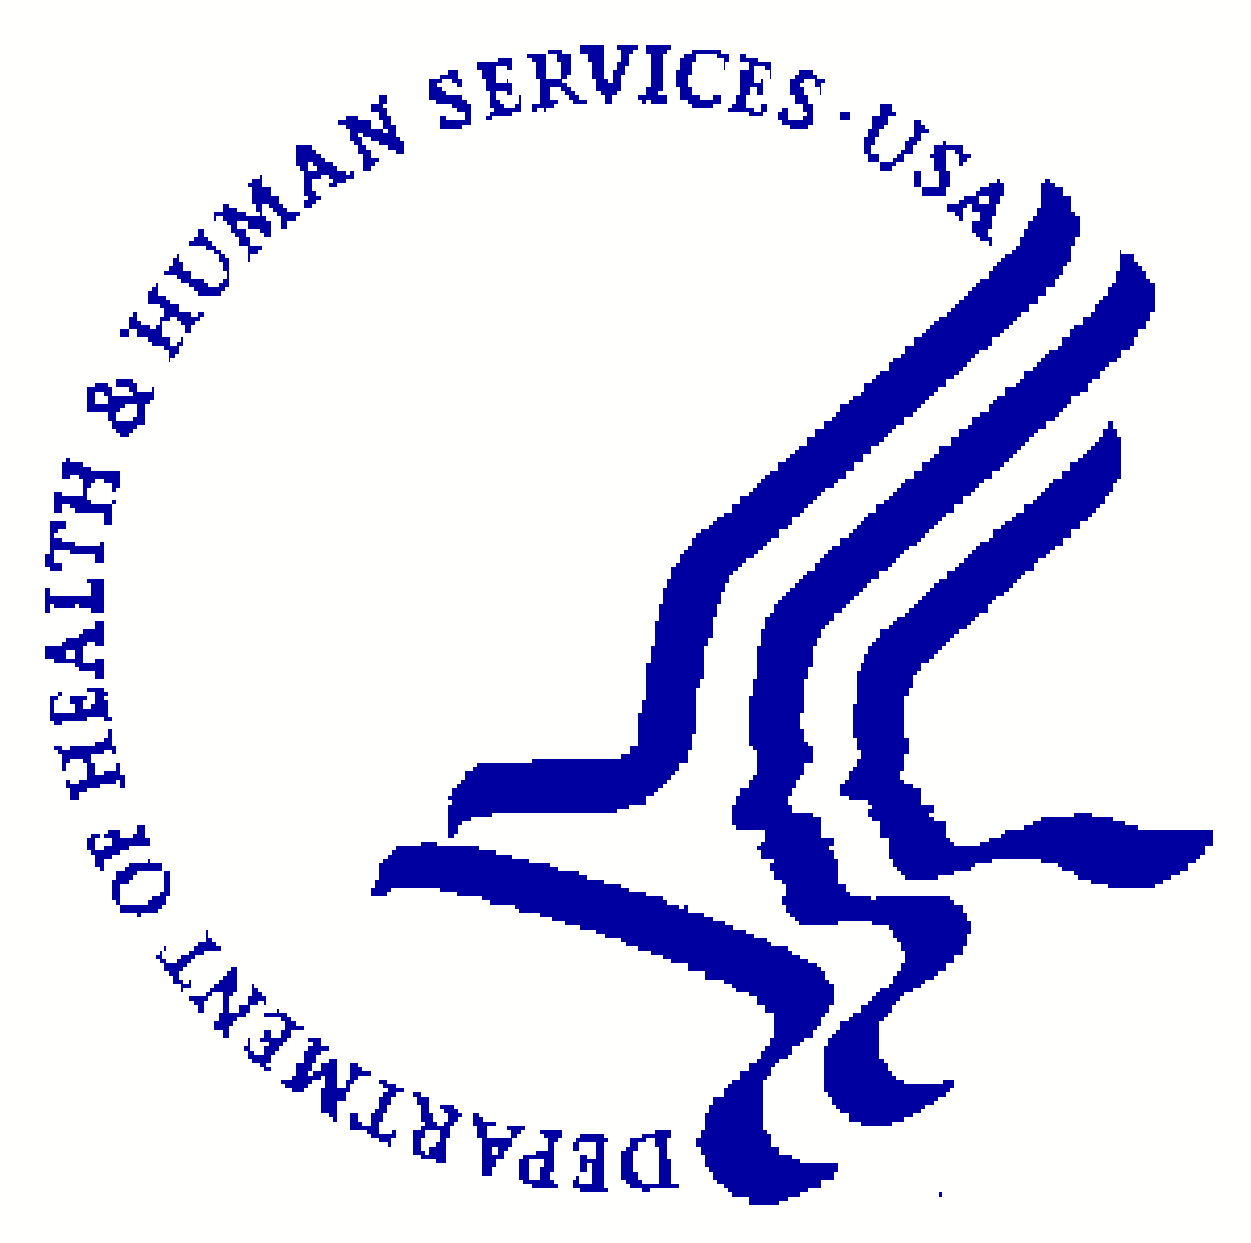 DEPARTMENT OF HEALTH & HUMAN SERVICES · USA